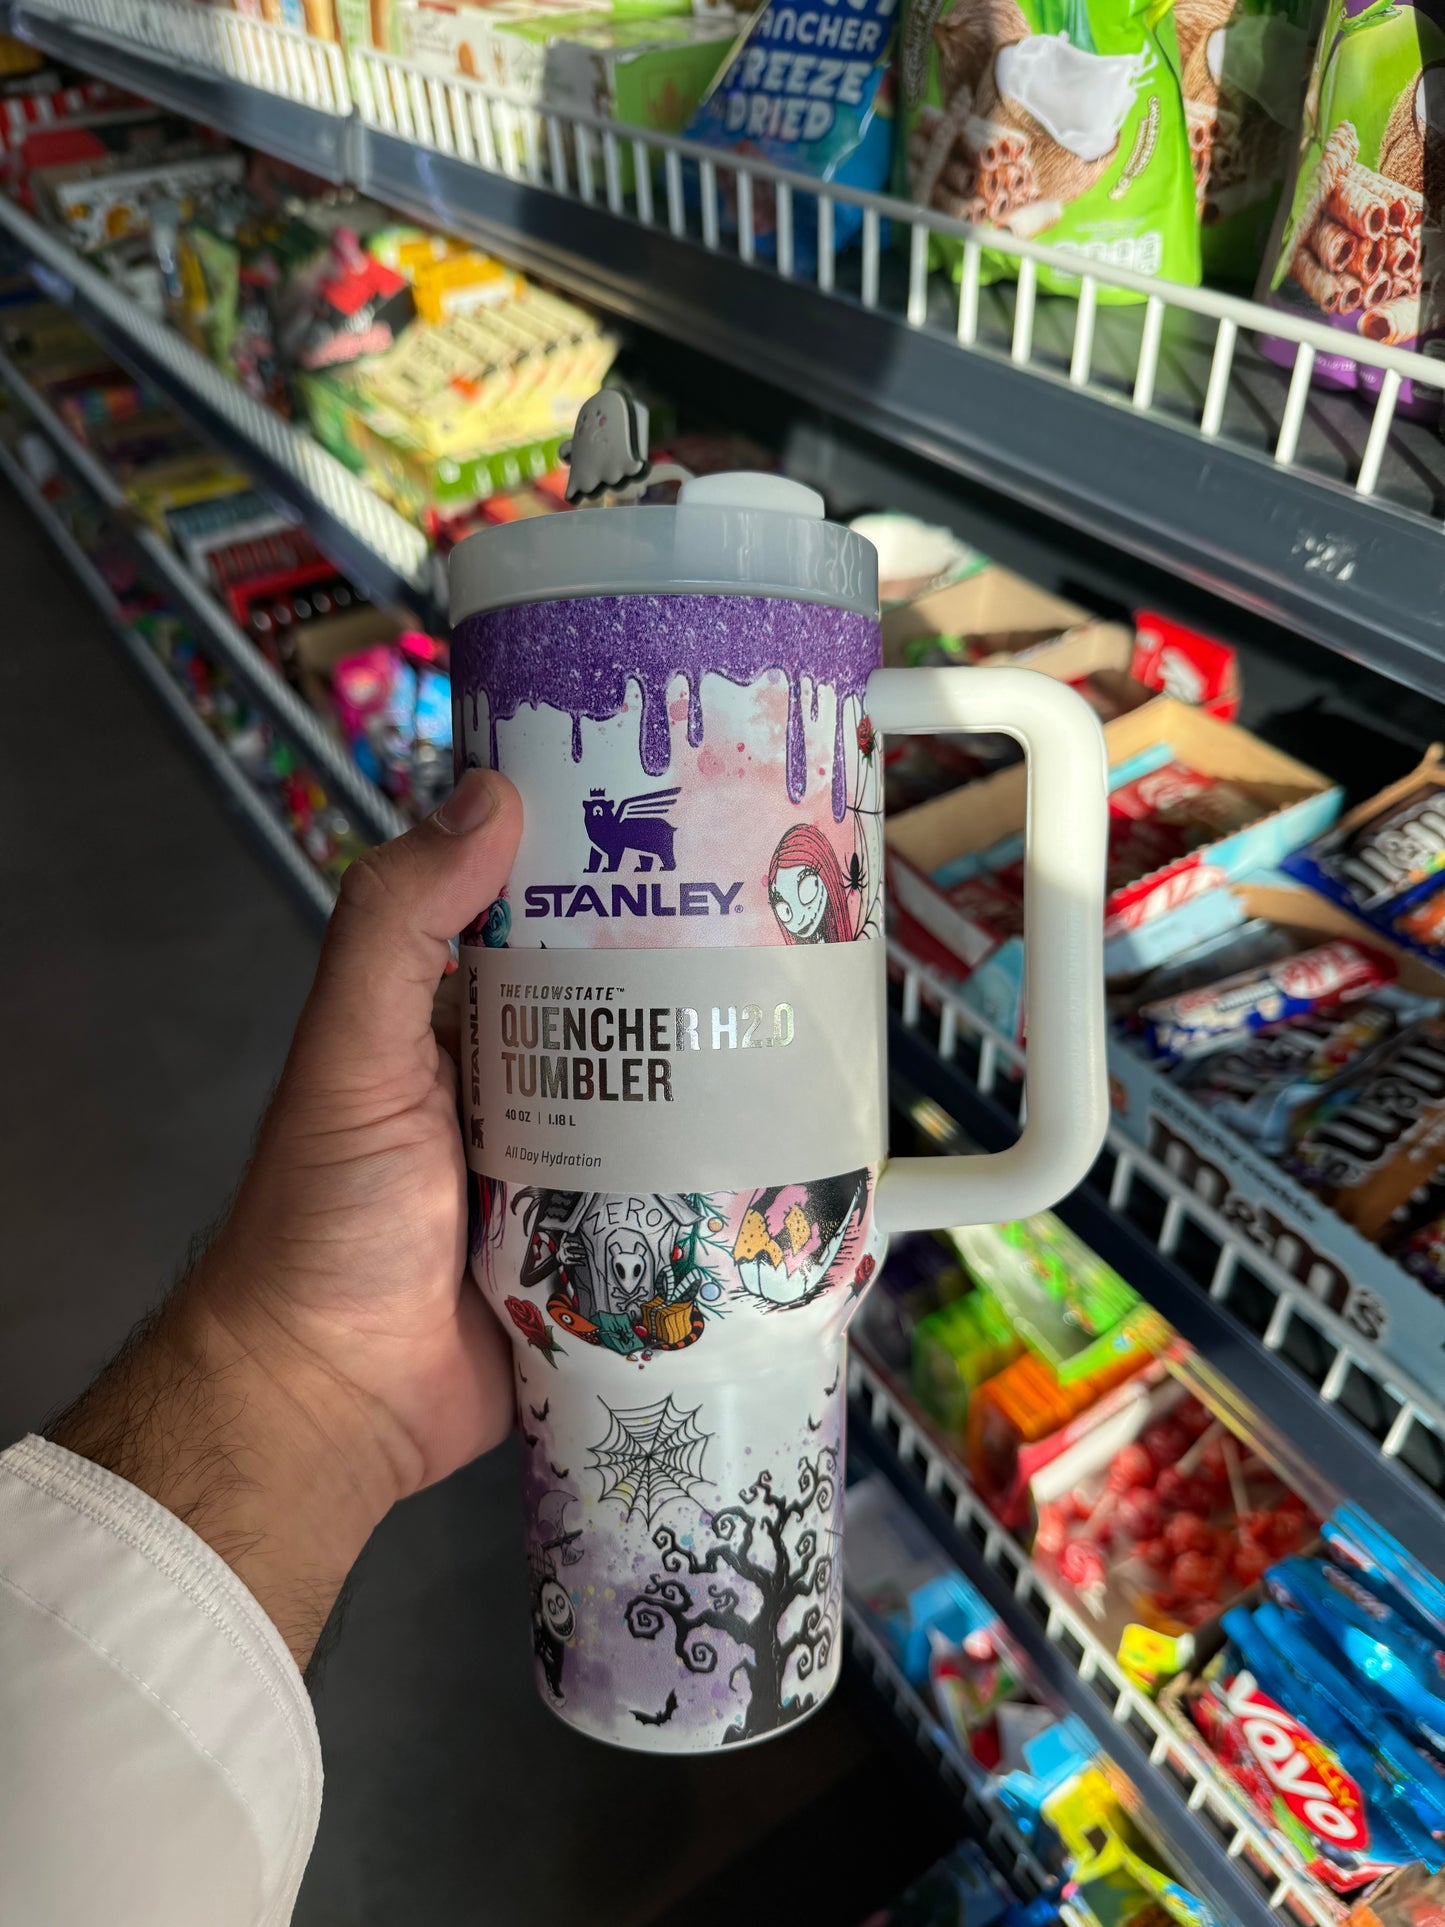 ANCHER
FREEZE
DRIED
STANLEY®
STANLEY.
THE FLOWSTATE™
QUENCHER H2.0
TUMBLER
40 OZ | 1.18 L
All Day Hydration
ZERO
m&m's
YOYO